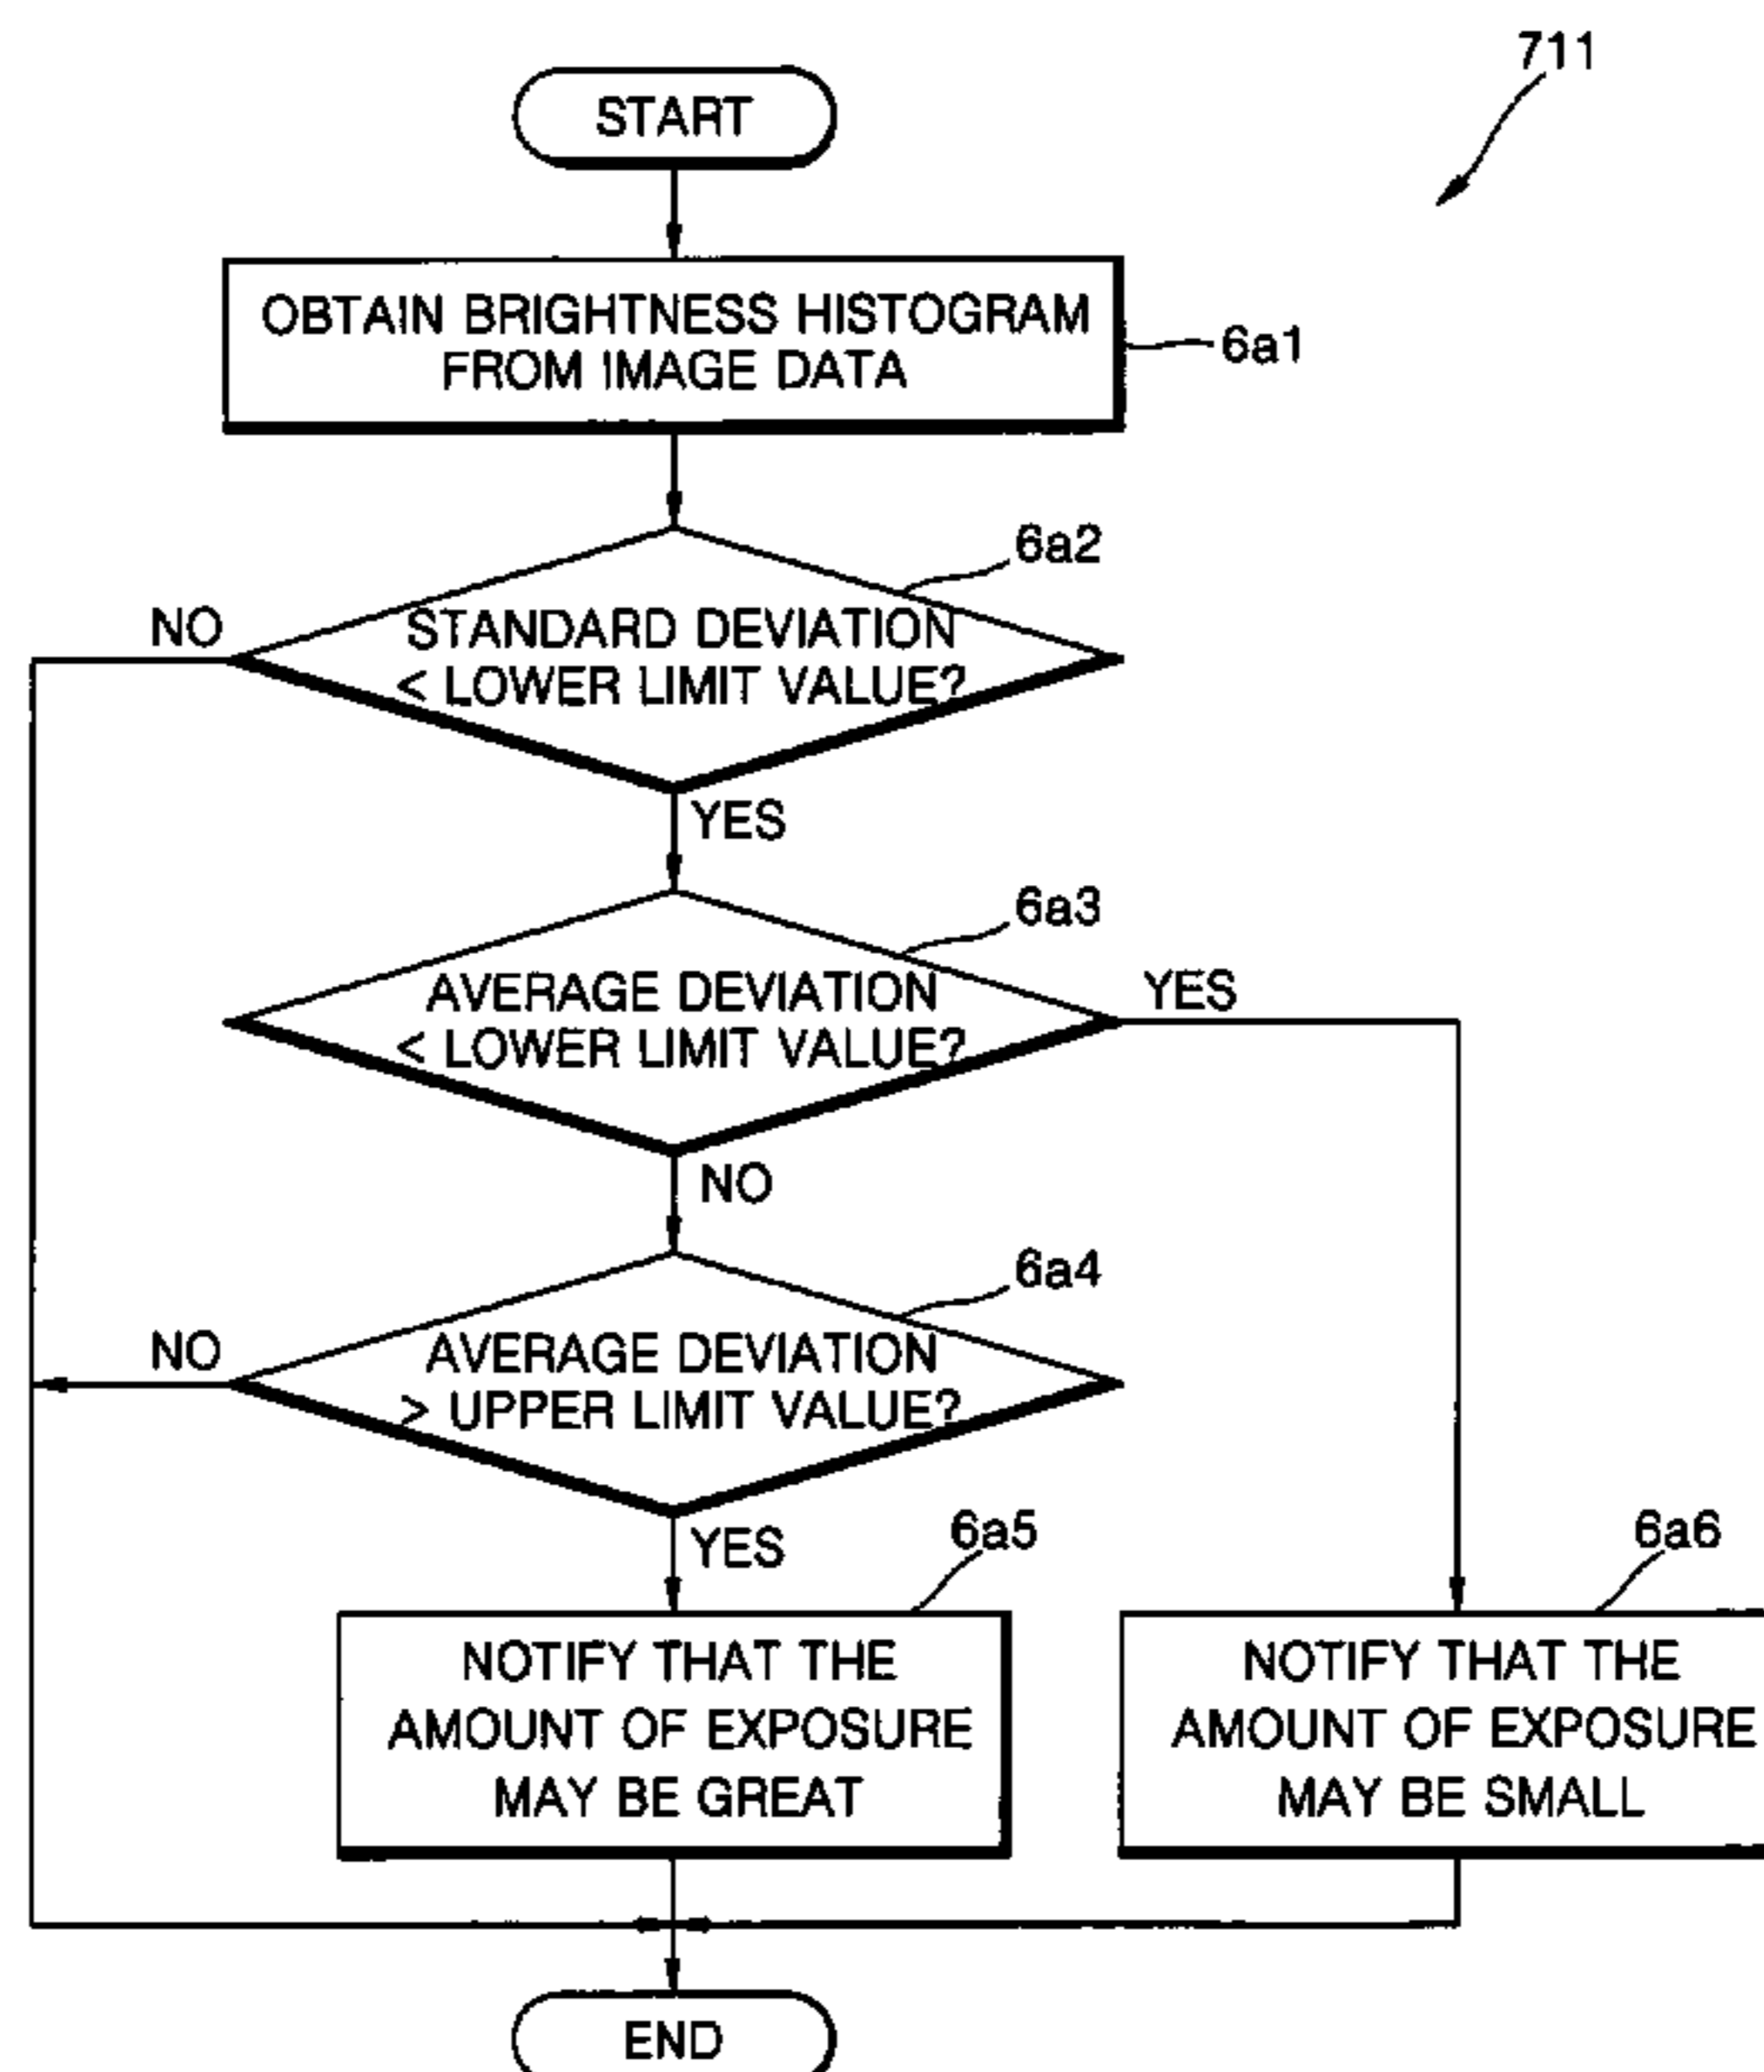 711
START
OBTAIN BRIGHTNESS HISTOGRAM
FROM IMAGE DATA
6a1
6a2
NO
STANDARD DEVIATION
< LOWER LIMIT VALUE?
YES
6a3
AVERAGE DEVIATION
< LOWER LIMIT VALUE?
YES
NO
6a4
NO
AVERAGE DEVIATION
> UPPER LIMIT VALUE?
YES
6a5
NOTIFY THAT THE
AMOUNT OF EXPOSURE
MAY BE GREAT
6a6
NOTIFY THAT THE
AMOUNT OF EXPOSURE
MAY BE SMALL
END